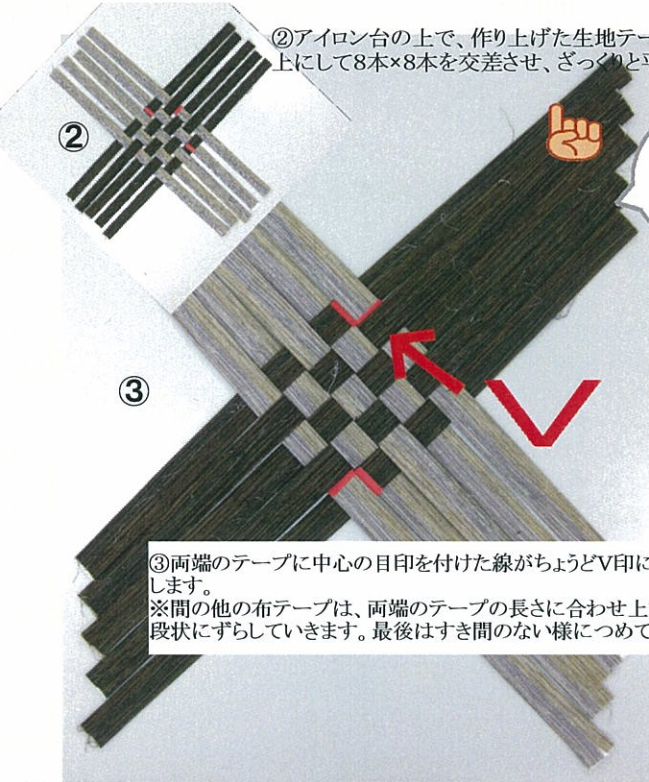 ②アイロン台の上で、作り上げた生地テー
上にして8本×8本を交差させ、ざっくりと平
②
③
V
③両端のテープに中心の目印を付けた線がちょうどV印に
します。
※間の他の布テープは、両端のテープの長さに合わせ上
段状にずらしていきます。最後はすき間のない様につめて